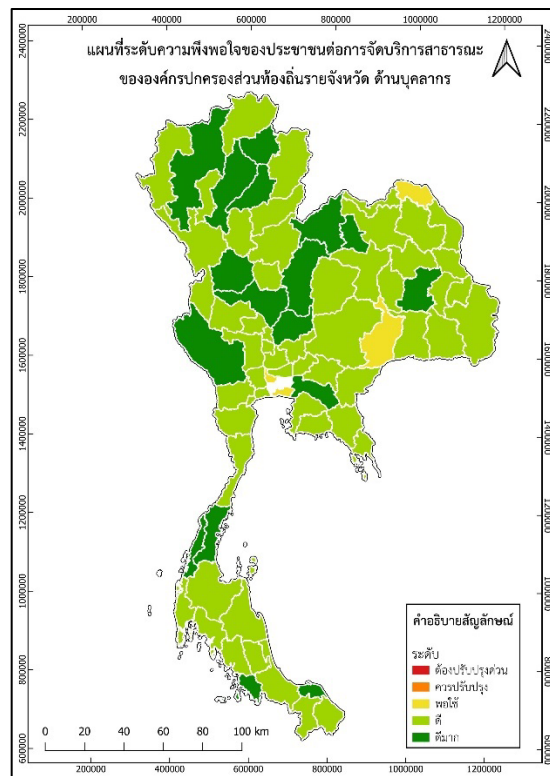 200000 400000 600000 800000 1000000 1200000
แผนที่ระดับความพึงพอใจของประชาชนต่อการจัดบริการสาธารณะ
ขององค์กรปกครองส่วนท้องถิ่นรายจังหวัด ด้านบุคลากร
2400000
2200000
2000000
1800000
1600000
1400000
1200000
1000000
800000
600000
คำอธิบายสัญลักษณ์
ระดับ
ต้องปรับปรุงด่วน
ควรปรับปรุง
พอใช้
ดี
ดีมาก
0 20 40 60 80 100 km
200000 400000 600000 800000 1000000 1200000